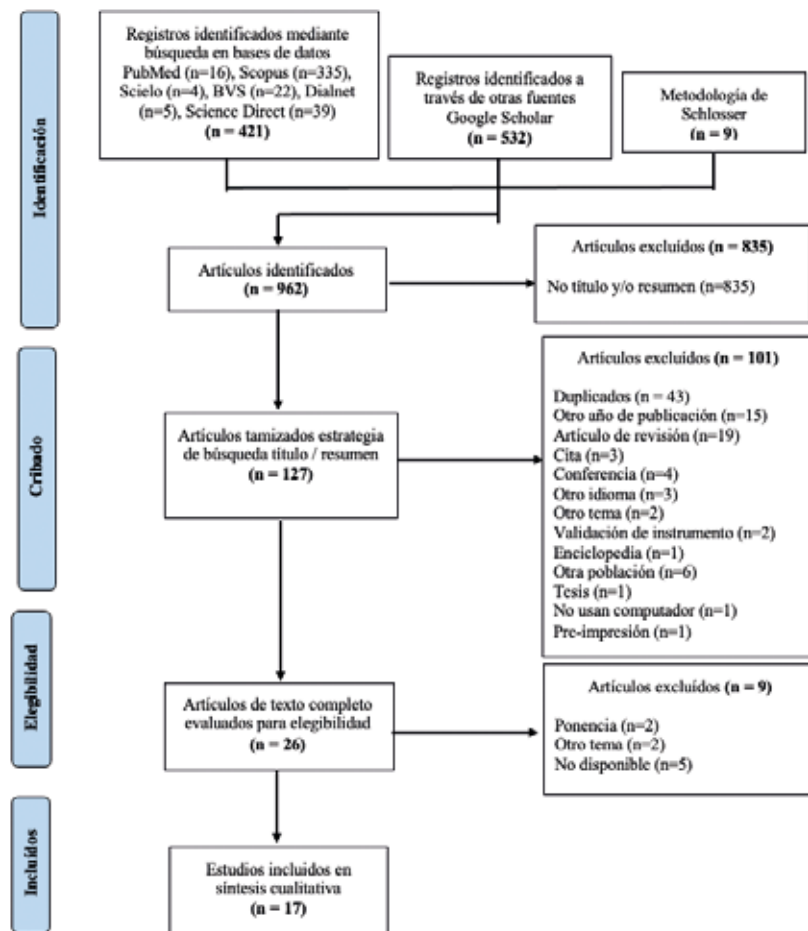 Identificación
Registros identificados mediante
búsqueda en bases de datos
PubMed (n=16), Scopus (n=335),
Scielo (n=4), BVS (n=22), Dialnet
(n=5), Science Direct (n=39)
(n = 421)
Registros identificados a
través de otras fuentes
Google Scholar
(n = 532)
Metodología de
Schlosser
(n = 9)
Artículos identificados
(n = 962)
Artículos excluídos (n = 835)
No título y/o resumen (n=835)
Cribado
Artículos tamizados estrategia
de búsqueda título / resumen
(n = 127)
Artículos excluídos (n = 101)
Duplicados (n = 43)
Otro año de publicación (n=15)
Artículo de revisión (n=19)
Cita (n=3)
Conferencia (n=4)
Otro idioma (n=3)
Otro tema (n=2)
Validación de instrumento (n=2)
Enciclopedia (n=1)
Otra población (n=6)
Tesis (n=1)
No usan computador (n=1)
Pre-impresión (n=1)
Elegibilidad
Artículos de texto completo
evaluados para elegibilidad
(n = 26)
Artículos excluídos (n = 9)
Ponencia (n=2)
Otro tema (n=2)
No disponible (n=5)
Incluídos
Estudios incluidos en
síntesis cualitativa
(n = 17)